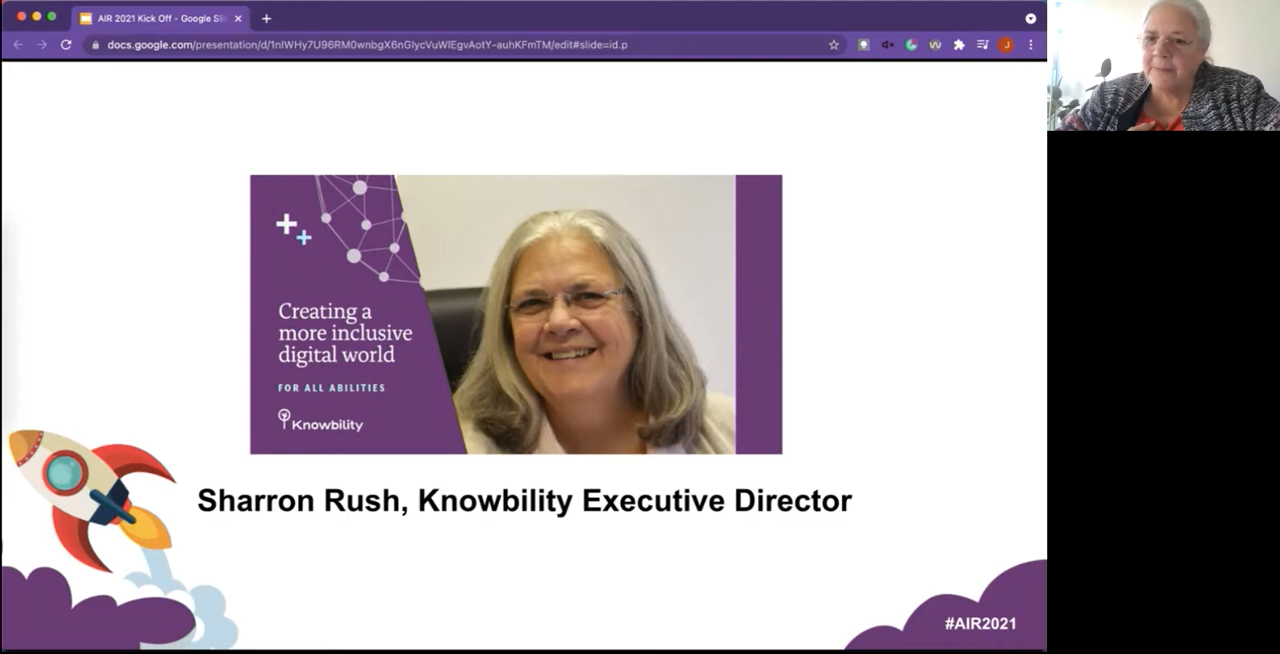 AIR 2021 Kick Off - Google Sli
docs.google.com/presentation/d/1nIWHy7U96RM0wnbgX6nGlycVuWlEgvAotY-auhKFmTM/edit#slide=id.p
Creating a
more inclusive
digital world
FOR ALL ABILITIES
Knowbility
Sharron Rush, Knowbility Executive Director
#AIR2021
J